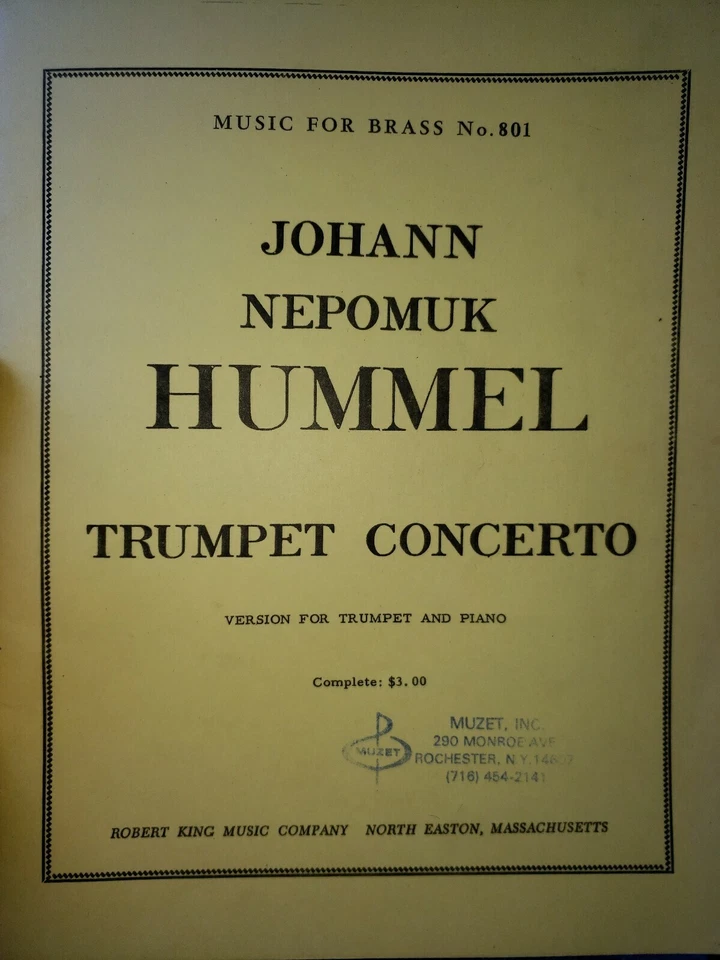 MUSIC FOR BRASS No. 801
JOHANN
NEPOMUK
HUMMEL
TRUMPET CONCERTO
VERSION FOR TRUMPET AND PIANO
Complete: $3.00
MUZET
MUZET, INC.
290 MONROE AVE
ROCHESTER, N.Y.
(716) 454-2141
ROBERT KING MUSIC COMPANY NORTH EASTON, MASSACHUSETTS